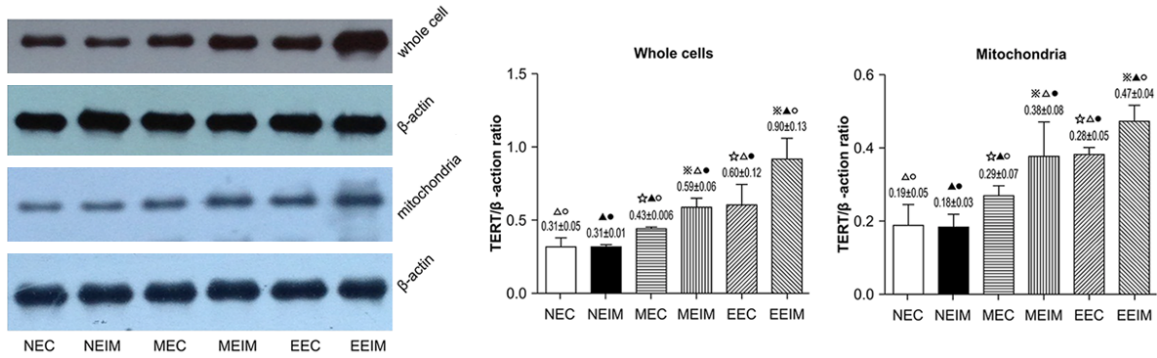 whole cell
β-actin
mitochondria
β-actin
NEC NEIM MEC MEIM EEC EEIM
Whole cells
TERT/β -action ratio
1.5
1.0
0.5
0.0
△○
0.31±0.05
▲●
0.31±0.01
☆▲○
0.43±0.006
※△●
0.59±0.06
☆△●
0.60±0.12
※▲○
0.90±0.13
NEC NEIM MEC MEIM EEC EEIM
Mitochondria
TERT/β -action ratio
0.6
0.4
0.2
0.0
△○
0.19±0.05
▲●
0.18±0.03
☆▲○
0.29±0.07
※△●
0.38±0.08
☆△●
0.28±0.05
※▲○
0.47±0.04
NEC NEIM MEC MEIM EEC EEIM